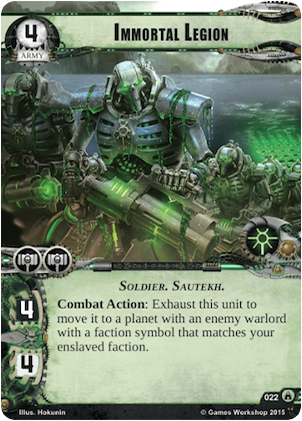 4
ARMY
IMMORTAL LEGION
SOLDIER. SAUTEKH.
4
4
Combat Action: Exhaust this unit to
move it to a planet with an enemy warlord
with a faction symbol that matches your
enslaved faction.
022
Illus. Hokunin
© Games Workshop 2015